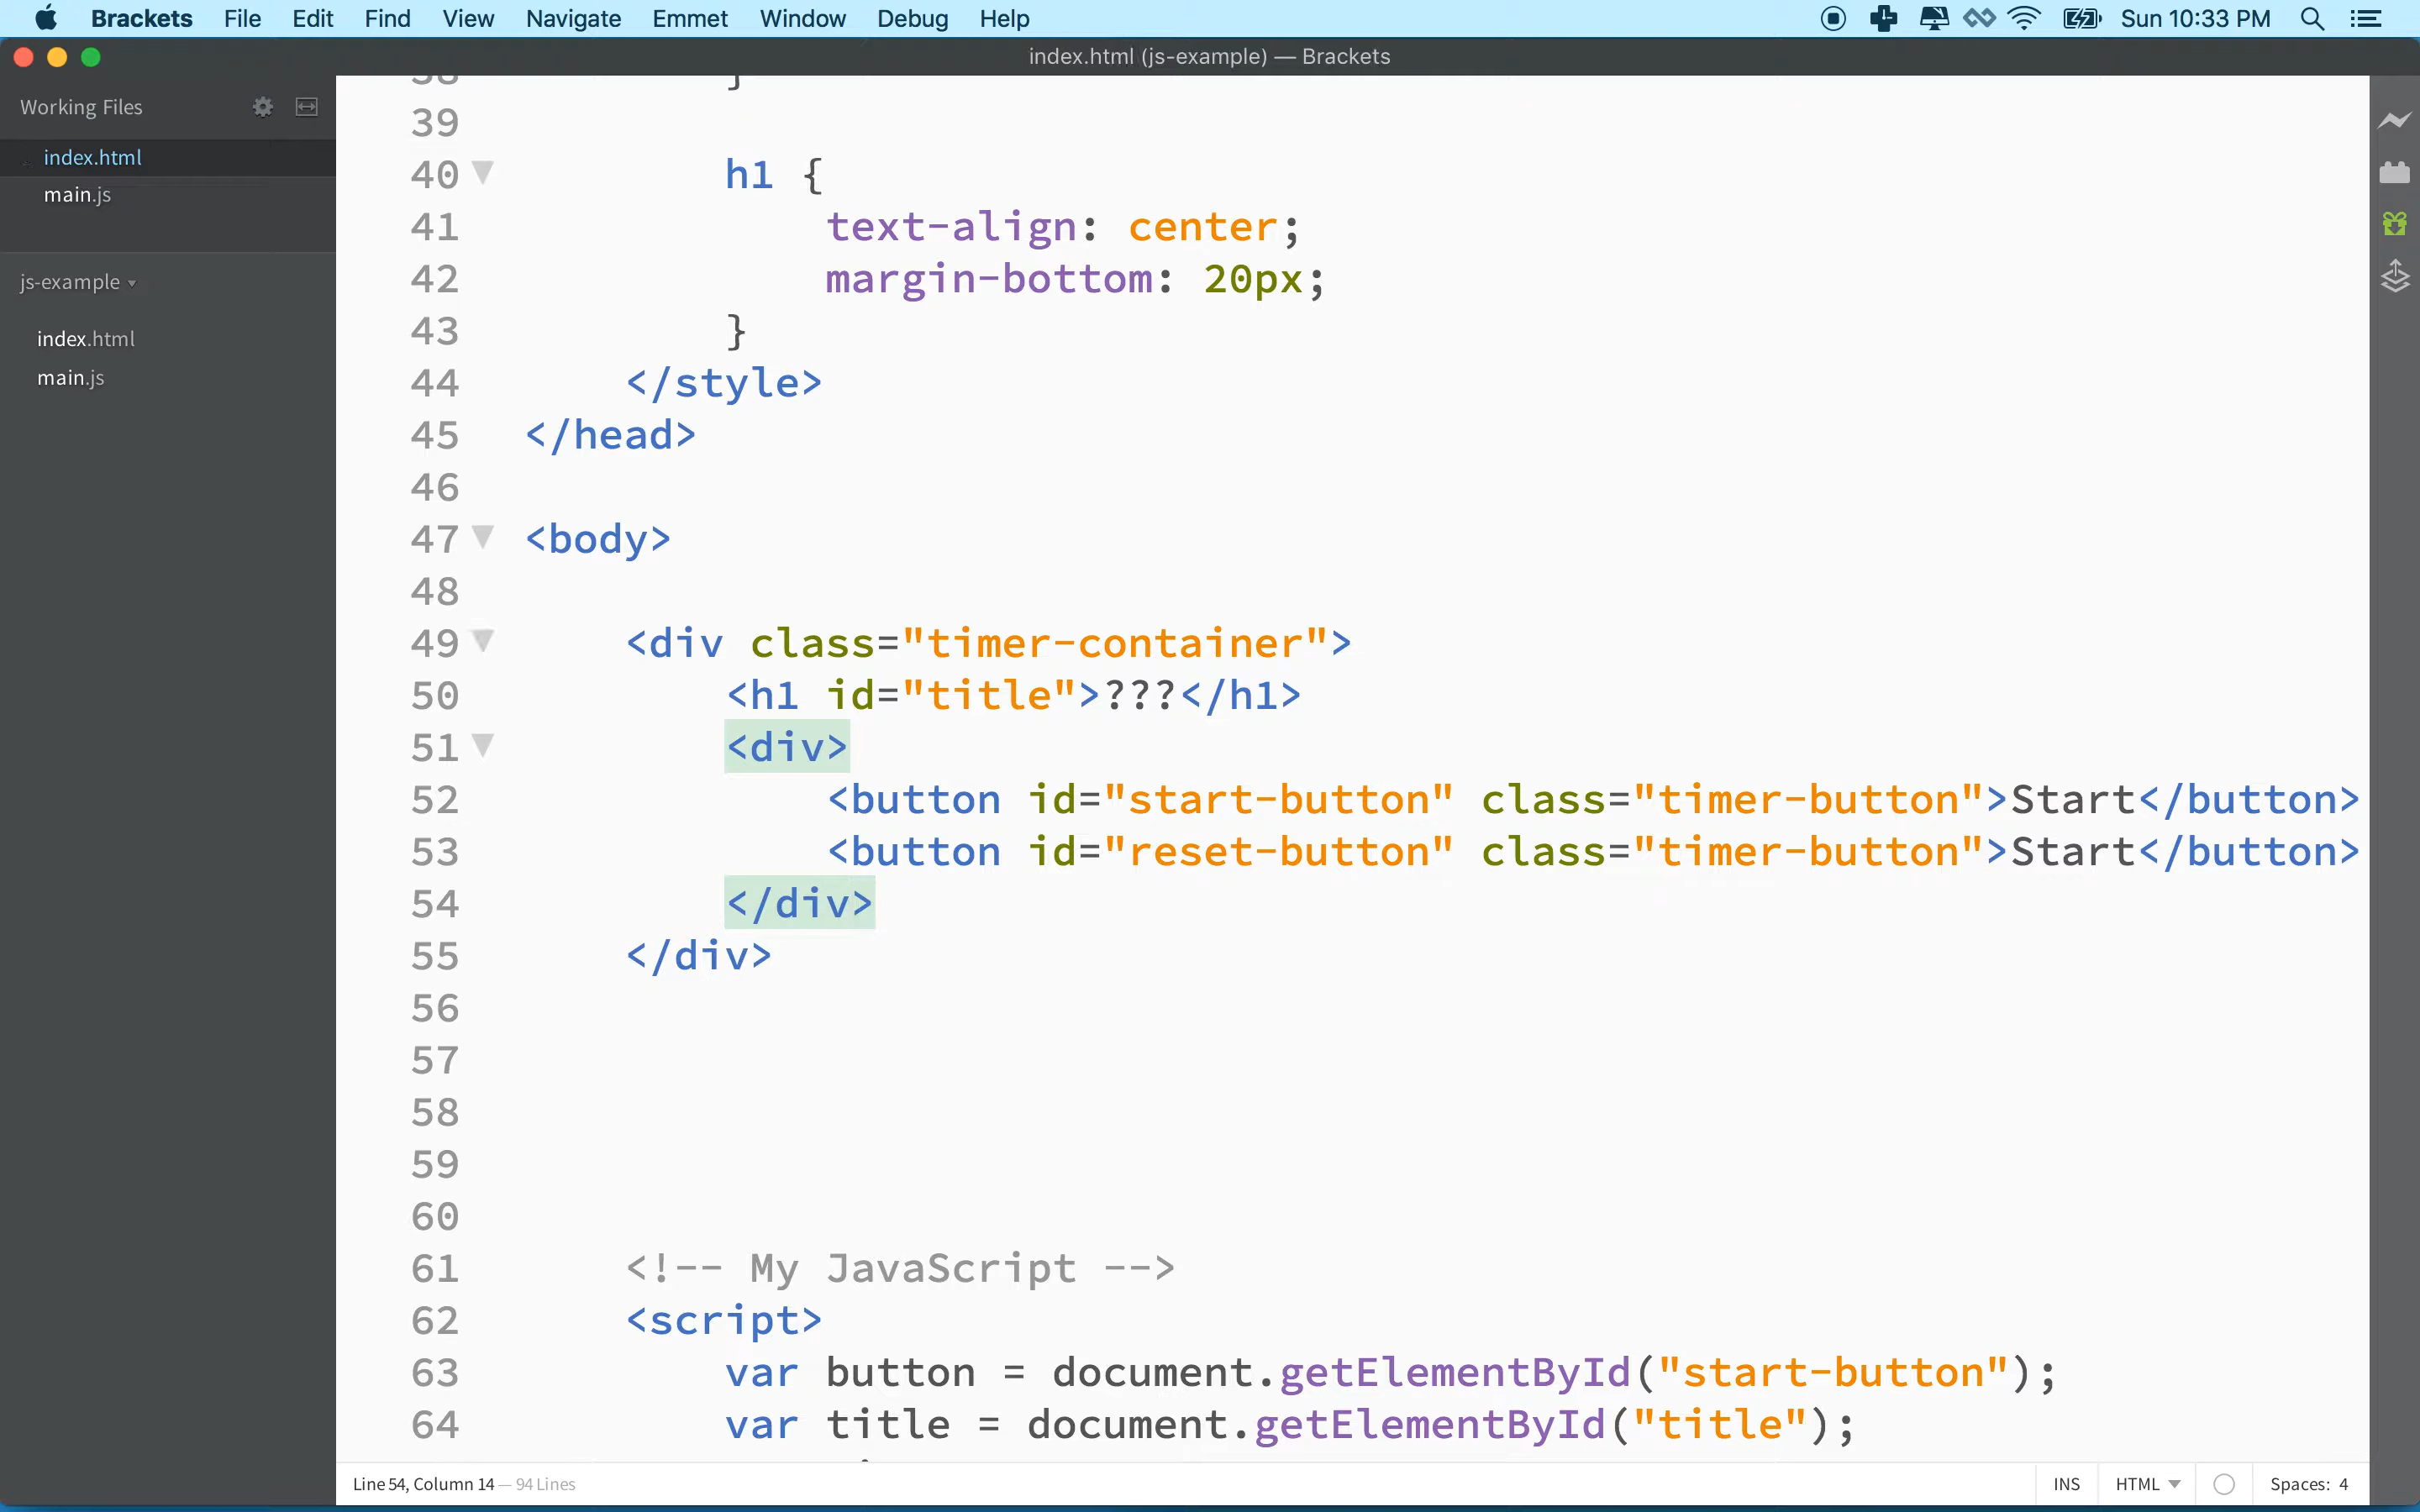 Brackets File Edit Find View Navigate Emmet Window Debug Help Sun 10:33 PM
index.html (js-example) — Brackets
Working Files
index.html
main.js
js-example
index.html
main.js
38 }
39
40 h1 {
41 text-align: center;
42 margin-bottom: 20px;
43 }
44 </style>
45 </head>
46
47 <body>
48
49 <div class="timer-container">
50 <h1 id="title">???</h1>
51 <div>
52 <button id="start-button" class="timer-button">Start</button>
53 <button id="reset-button" class="timer-button">Start</button>
54 </div>
55 </div>
56
57
58
59
60
61 <!-- My JavaScript -->
62 <script>
63 var button = document.getElementById("start-button");
64 var title = document.getElementById("title");
Line 54, Column 14 — 94 Lines INS HTML Spaces: 4